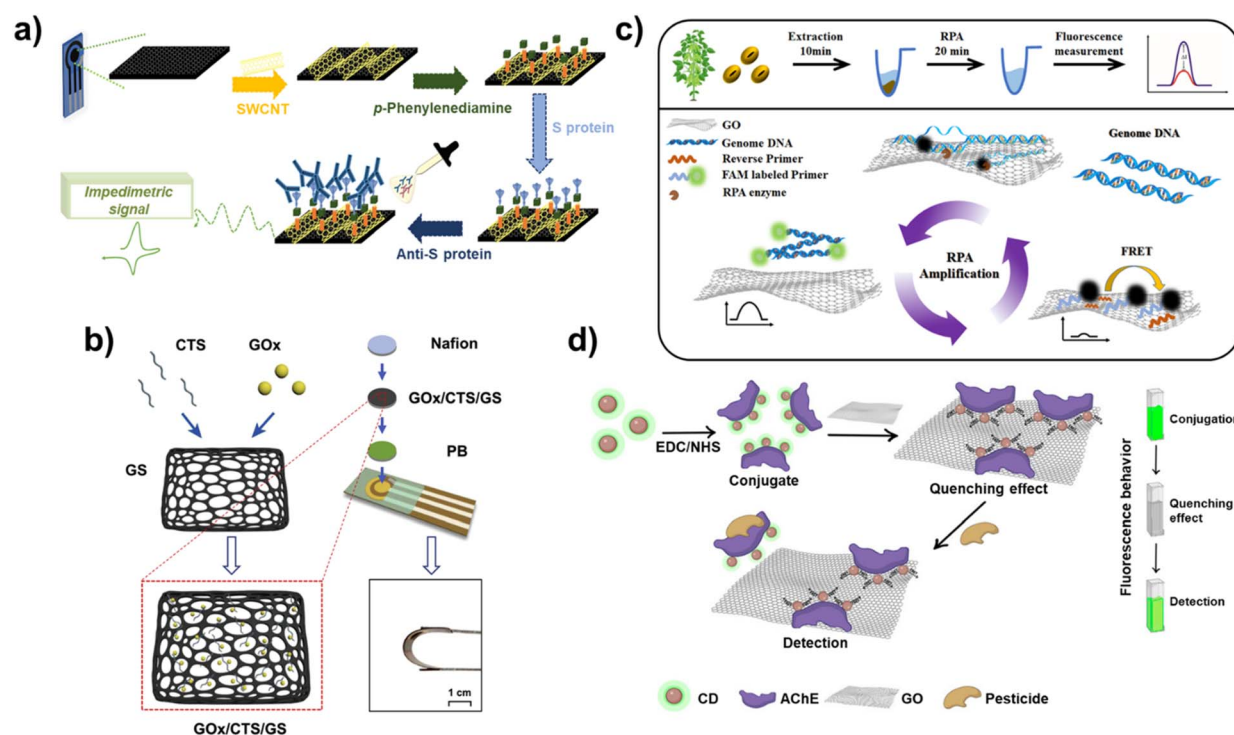 a)
SWCNT
p-Phenylenediamine
S protein
Anti-S protein
Impedimetric
signal
b)
CTS
GOx
GS
GOx/CTS/GS
Nafion
GOx/CTS/GS
PB
1 cm
c)
Extraction
10min
RPA
20 min
Fluorescence
measurement
GO
Genome DNA
Reverse Primer
FAM labeled Primer
RPA enzyme
Genome DNA
RPA
Amplification
FRET
d)
EDC/NHS
Conjugate
Quenching effect
Detection
Fluorescence behavior
Conjugation
Quenching
effect
Detection
CD
AChE
GO
Pesticide